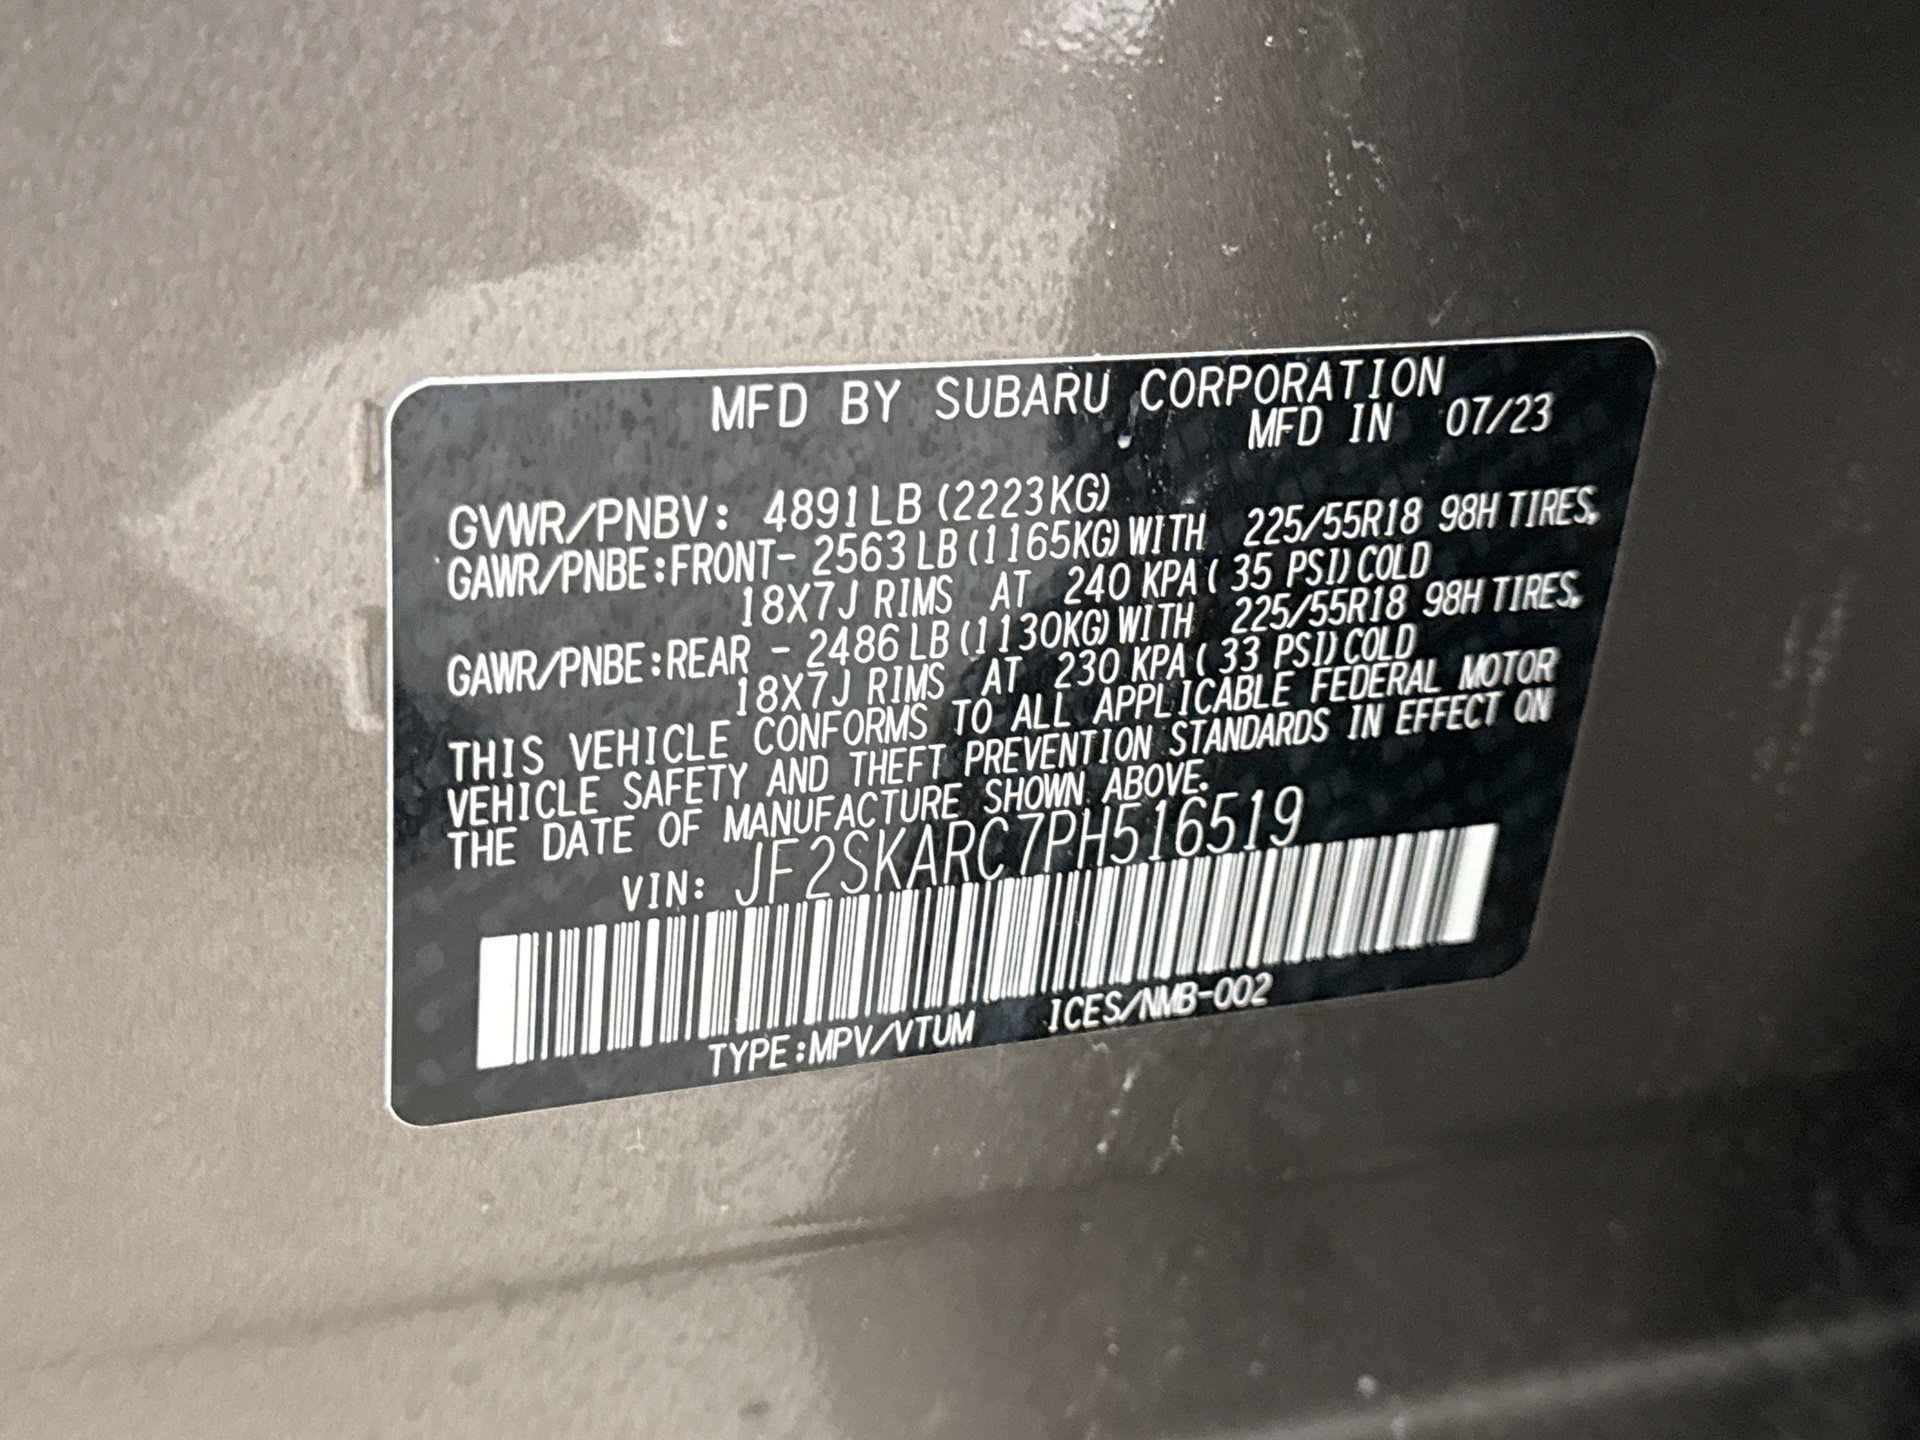 MFD BY SUBARU CORPORATION
MFD IN 07/23
GVWR/PNBV: 4891LB (2223KG)
GAWR/PNBE:FRONT- 2563 LB (1165KG) WITH 225/55R18 98H TIRES,
18X7J RIMS AT 240 KPA ( 35 PSI) COLD
GAWR/PNBE:REAR - 2486 LB (1130KG) WITH 225/55R18 98H TIRES,
18X7J RIMS AT 230 KPA ( 33 PSI) COLD
THIS VEHICLE CONFORMS TO ALL APPLICABLE FEDERAL MOTOR
VEHICLE SAFETY AND THEFT PREVENTION STANDARDS IN EFFECT ON
THE DATE OF MANUFACTURE SHOWN ABOVE.
VIN: JF2SKARC7PH516519
TYPE:MPV/VTUM ICES/NMB-002